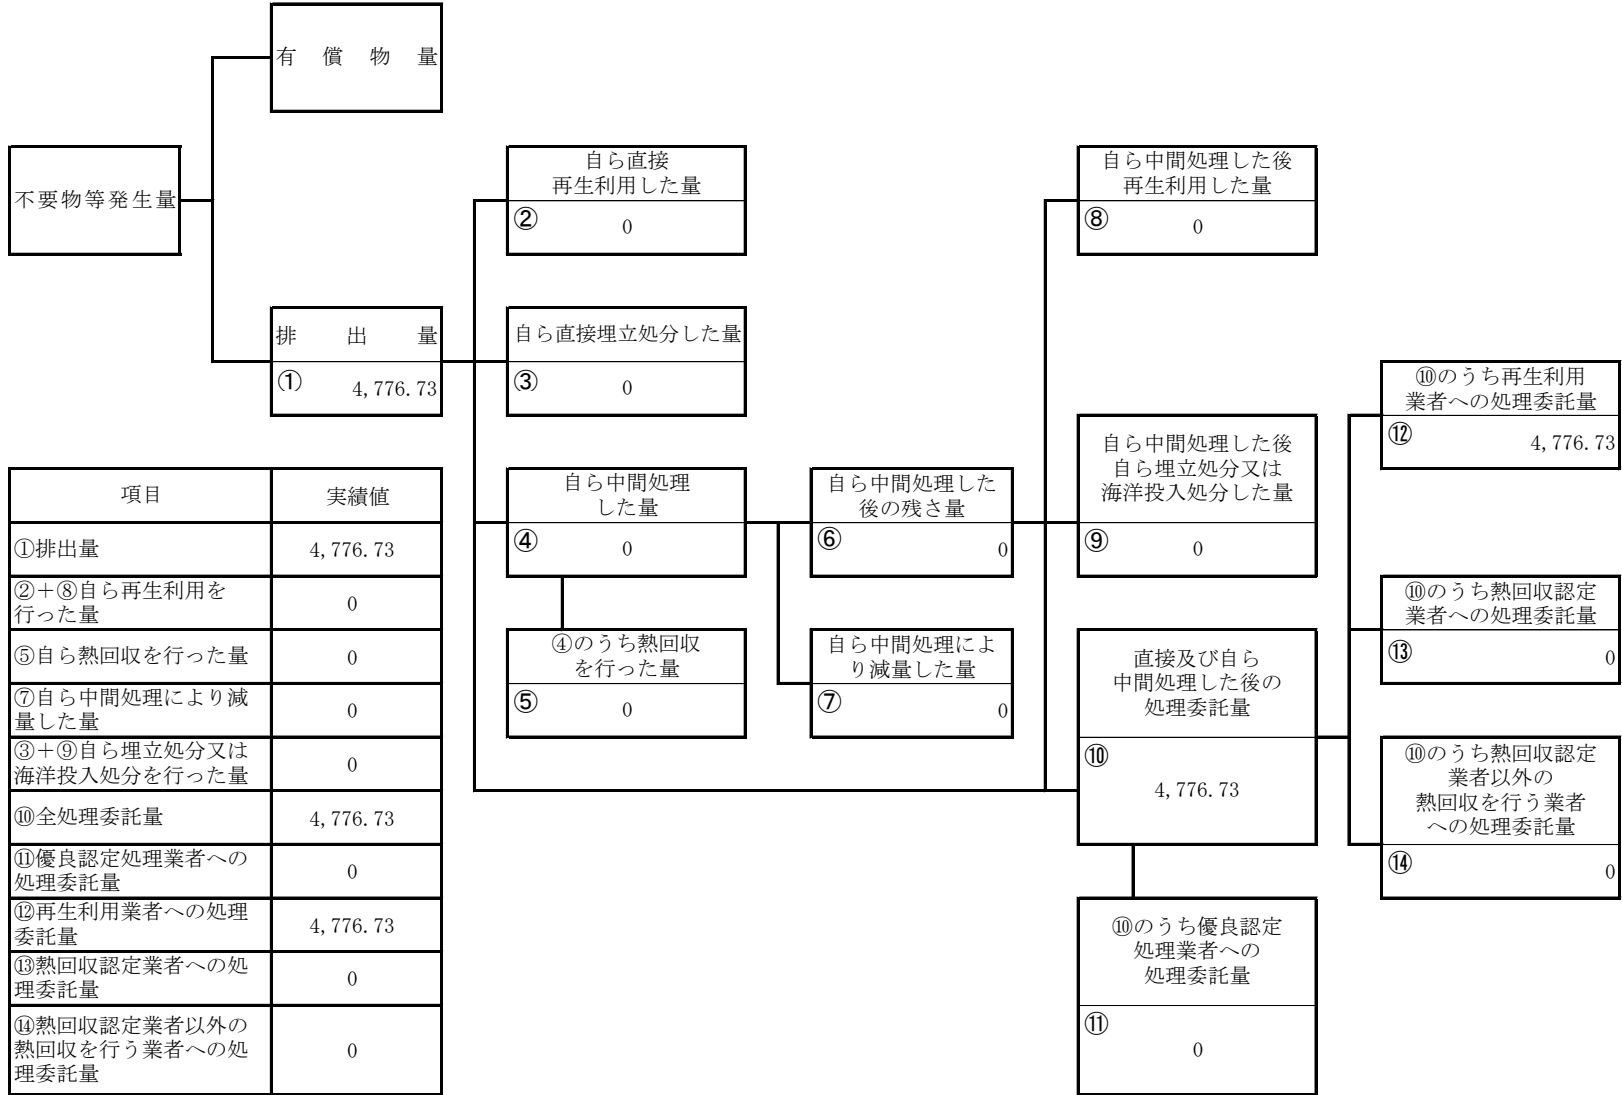 有償物量
不要物等発生量
排出量
① 4,776.73
自ら直接
再生利用した量
② 0
自ら直接埋立処分した量
③ 0
自ら中間処理
した量
④ 0
④のうち熱回収
を行った量
⑤ 0
自ら中間処理した
後の残さ量
⑥ 0
自ら中間処理によ
り減量した量
⑦ 0
自ら中間処理した後
再生利用した量
⑧ 0
自ら中間処理した後
自ら埋立処分又は
海洋投入処分した量
⑨ 0
直接及び自ら
中間処理した後の
処理委託量
⑩
4,776.73
⑩のうち優良認定
処理業者への
処理委託量
⑪
0
⑩のうち再生利用
業者への処理委託量
⑫ 4,776.73
⑩のうち熱回収認定
業者への処理委託量
⑬ 0
⑩のうち熱回収認定
業者以外の
熱回収を行う業者
への処理委託量
⑭ 0
項目 実績値
①排出量 4,776.73
②+⑧自ら再生利用を
行った量 0
⑤自ら熱回収を行った量 0
⑦自ら中間処理により減
量した量 0
③+⑨自ら埋立処分又は
海洋投入処分を行った量 0
⑩全処理委託量 4,776.73
⑪優良認定処理業者への
処理委託量 0
⑫再生利用業者への処理
委託量 4,776.73
⑬熱回収認定業者への処
理委託量 0
⑭熱回収認定業者以外の
熱回収を行う業者への処
理委託量 0